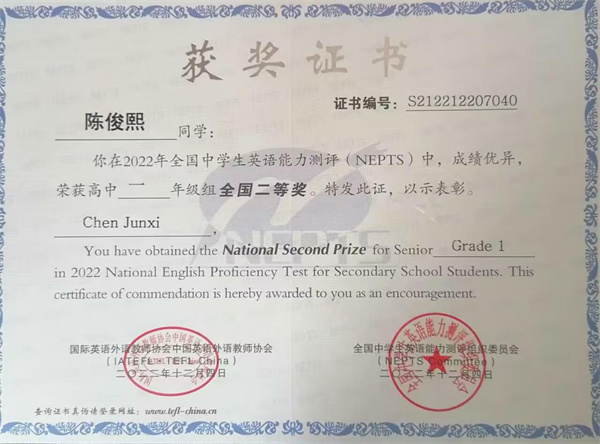 获奖证书
证书编号：S212212207040
陈俊熙 同学：
你在2022年全国中学生英语能力测评（NEPTS）中，成绩优异，
荣获高中 一 年级组全国二等奖。特发此证，以示表彰。
Chen Junxi ,
You have obtained the National Second Prize for Senior Grade 1
in 2022 National English Proficiency Test for Secondary School Students. This
certificate of commendation is hereby awarded to you as an encouragement.
国际英语外语教师协会中国英语外语教师协会 全国中学生英语能力测评组织委员会
(IATEFL · TEFL China) (NEPTS Committee)
二〇二二年十二月四日 二〇二二年十二月四日
查询证书真伪请登录网址：www.tefl-china.cn
NEPTS